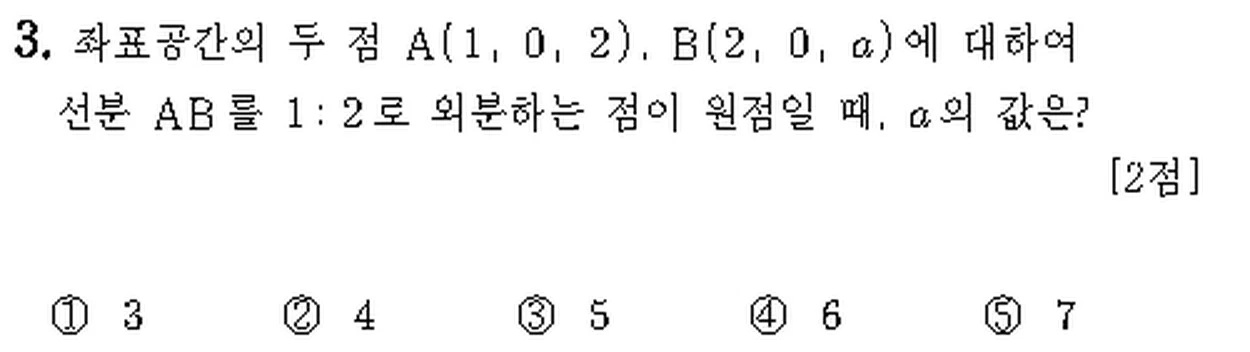 3. 좌표공간의 두 점 A(1, 0, 2), B(2, 0, a)에 대하여
선분 AB를 1:2로 외분하는 점이 원점일 때, a의 값은?
[2점]
① 3 ② 4 ③ 5 ④ 6 ⑤ 7